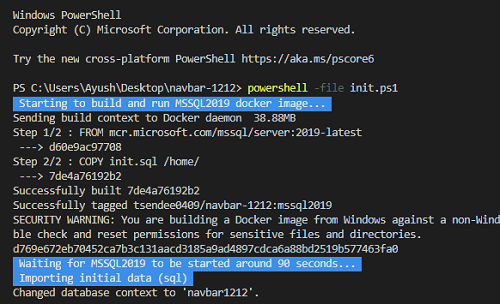 Windows PowerShell
Copyright (C) Microsoft Corporation. All rights reserved.
Try the new cross-platform PowerShell https://aka.ms/pscore6
PS C:\Users\Ayush\Desktop\navbar-1212> powershell -file init.ps1
Starting to build and run MSSQL2019 docker image...
Sending build context to Docker daemon  38.88MB
Step 1/2 : FROM mcr.microsoft.com/mssql/server:2019-latest
---> d60e9ac97708
Step 2/2 : COPY init.sql /home/
---> 7de4a76192b2
Successfully built 7de4a76192b2
Successfully tagged tsendee0409/navbar-1212:mssql2019
SECURITY WARNING: You are building a Docker image from Windows against a non-Wind
ble check and reset permissions for sensitive files and directories.
d769e672eb70452ca7b3c131aacd3185a9ad4897cdca6a88bd2519b577463fa0
Waiting for MSSQL2019 to be started around 90 seconds...
Importing initial data (sql)
Changed database context to 'navbar1212'.